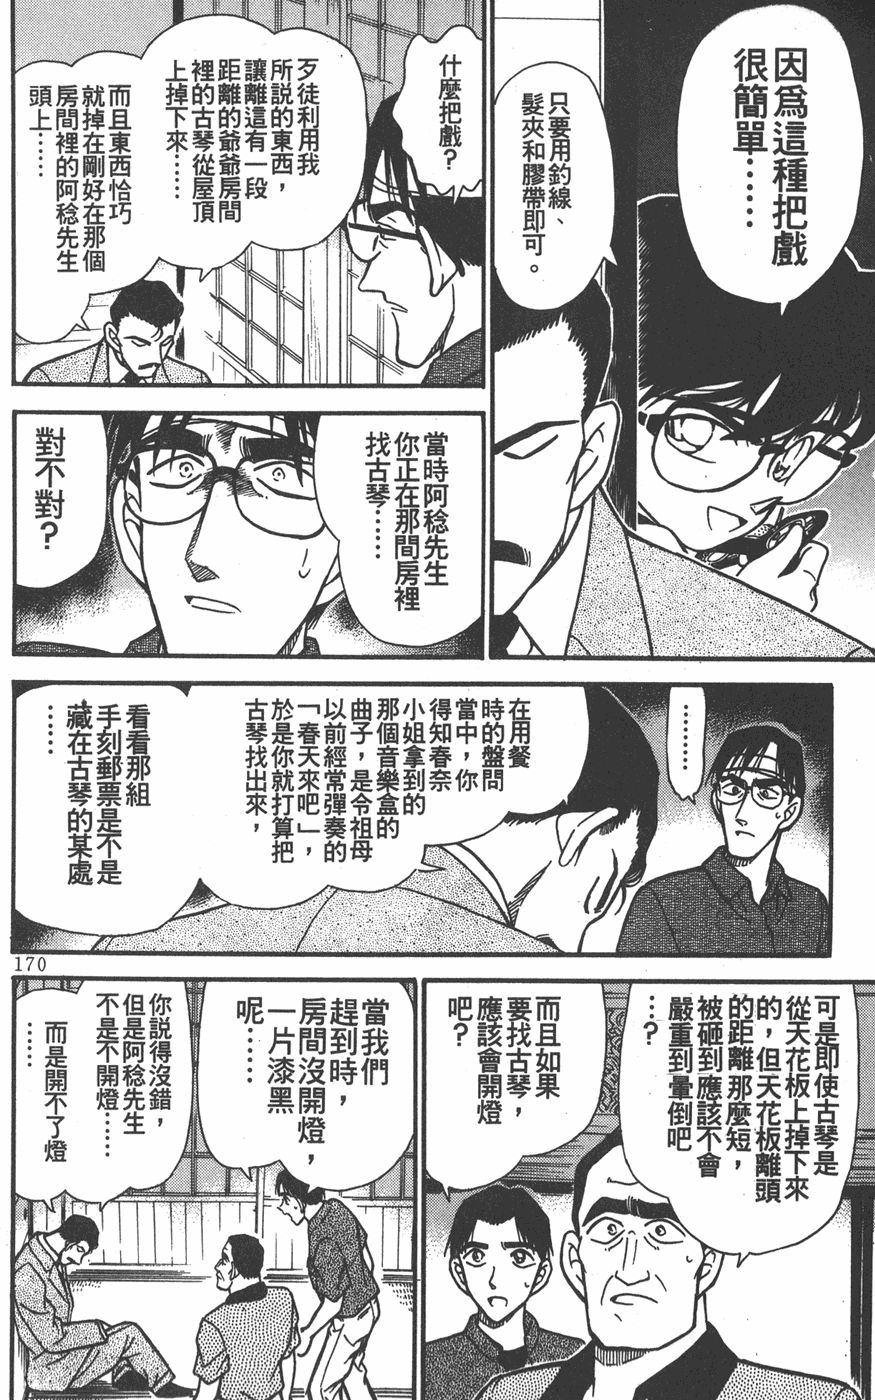 因為這種把戲
很簡單……
只要用釣線、
髮夾和膠帶即可。
什麼把戲？
歹徒利用我
所說的東西，
讓離這有一段
距離的爺爺房間
裡的古琴從屋頂
上掉下來……
而且東西恰巧
就掉在剛好在那個
房間裡的阿稔先生
頭上……
當時阿稔先生
你正在那間房裡
找古琴……
對不對？
……
在用餐
時的盤問
當中，你
得知春奈
小姐拿到的
那個音樂盒的
曲子，是令祖母
以前經常彈奏的
「春天來吧」，
於是你就打算把
古琴找出來，
看看那組
手刻郵票是不是
藏在古琴的某處
……
170
可是即使古琴是
從天花板上掉下來
的，但天花板離頭
的距離那麼短，
被砸到應該不會
嚴重到暈倒吧
…？
而且如果
要找古琴，
應該會開燈
吧？
當我們
趕到時，
房間沒開燈，
一片漆黑
呢……
你說得沒錯，
但是阿稔先生
不是不開燈……
而是開不了燈
……